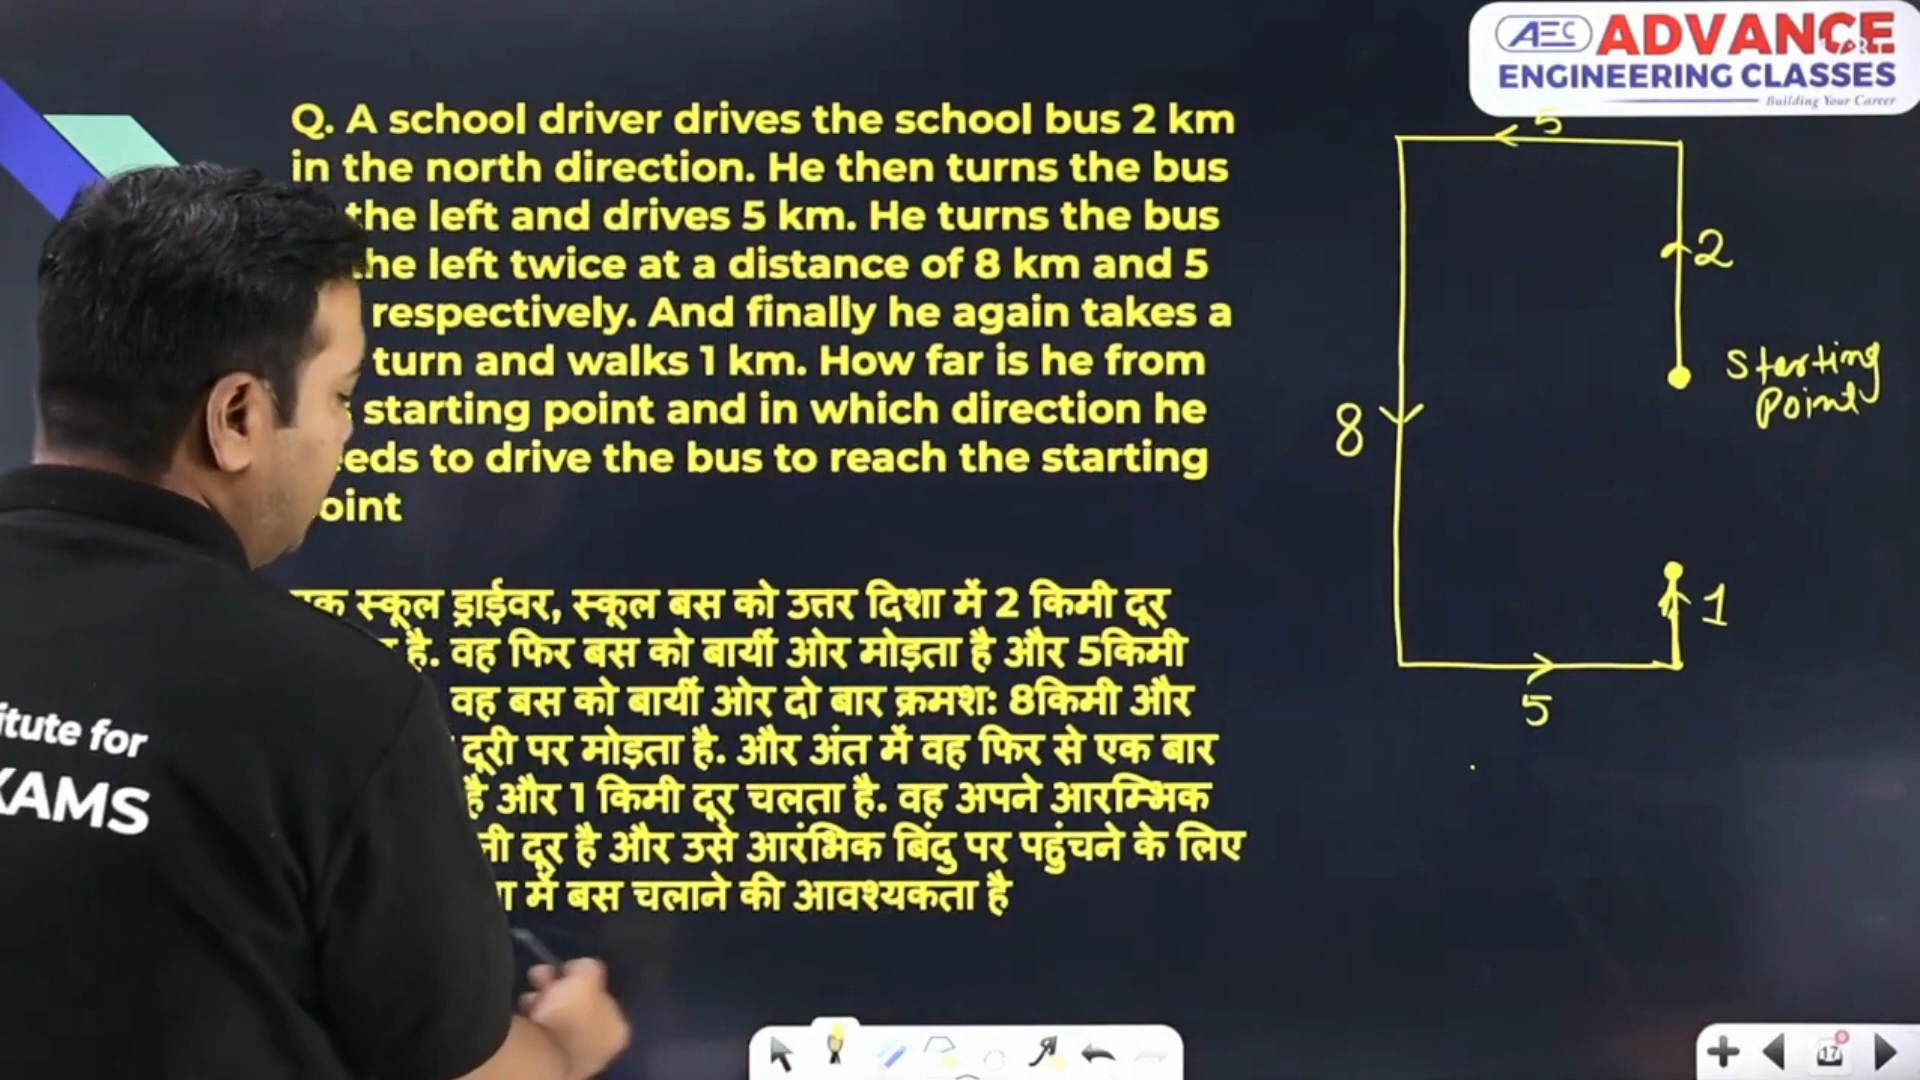 AEC ADVANCE
ENGINEERING CLASSES
Building Your Career
Q. A school driver drives the school bus 2 km
in the north direction. He then turns the bus
the left and drives 5 km. He turns the bus
he left twice at a distance of 8 km and 5
respectively. And finally he again takes a
turn and walks 1 km. How far is he from
starting point and in which direction he
eds to drive the bus to reach the starting
oint
स्कूल ड्राईवर, स्कूल बस को उत्तर दिशा में 2 किमी दूर
है. वह फिर बस को बायीं ओर मोड़ता है और 5किमी
वह बस को बायीं ओर दो बार क्रमश: 8किमी और
दूरी पर मोड़ता है. और अंत में वह फिर से एक बार
है और 1 किमी दूर चलता है. वह अपने आरम्भिक
दूर है और उसे आरंभिक बिंदु पर पहुंचने के लिए
में बस चलाने की आवश्यकता है
5
2
Starting
Point
8
1
5
itute for
XAMS
17